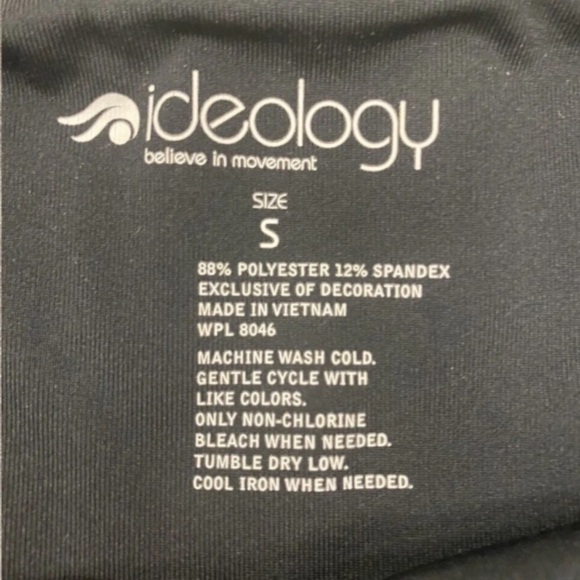 ideology
believe in movement
SIZE
S
88% POLYESTER 12% SPANDEX
EXCLUSIVE OF DECORATION
MADE IN VIETNAM
WPL 8046
MACHINE WASH COLD.
GENTLE CYCLE WITH
LIKE COLORS.
ONLY NON-CHLORINE
BLEACH WHEN NEEDED.
TUMBLE DRY LOW.
COOL IRON WHEN NEEDED.